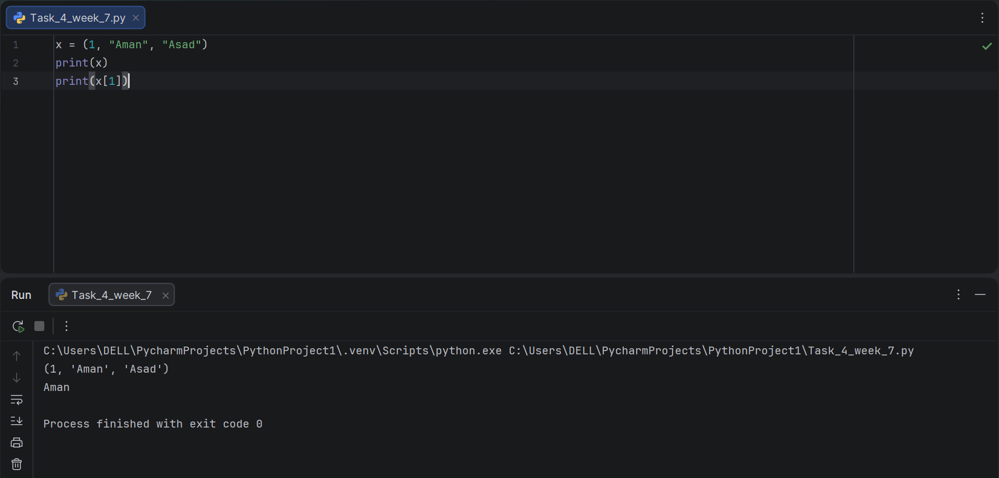 Task_4_week_7.py
1 x = (1, "Aman", "Asad")
2 print(x)
3 print(x[1])
Run Task_4_week_7
C:\Users\DELL\PycharmProjects\PythonProject1\.venv\Scripts\python.exe C:\Users\DELL\PycharmProjects\PythonProject1\Task_4_week_7.py
(1, 'Aman', 'Asad')
Aman
Process finished with exit code 0